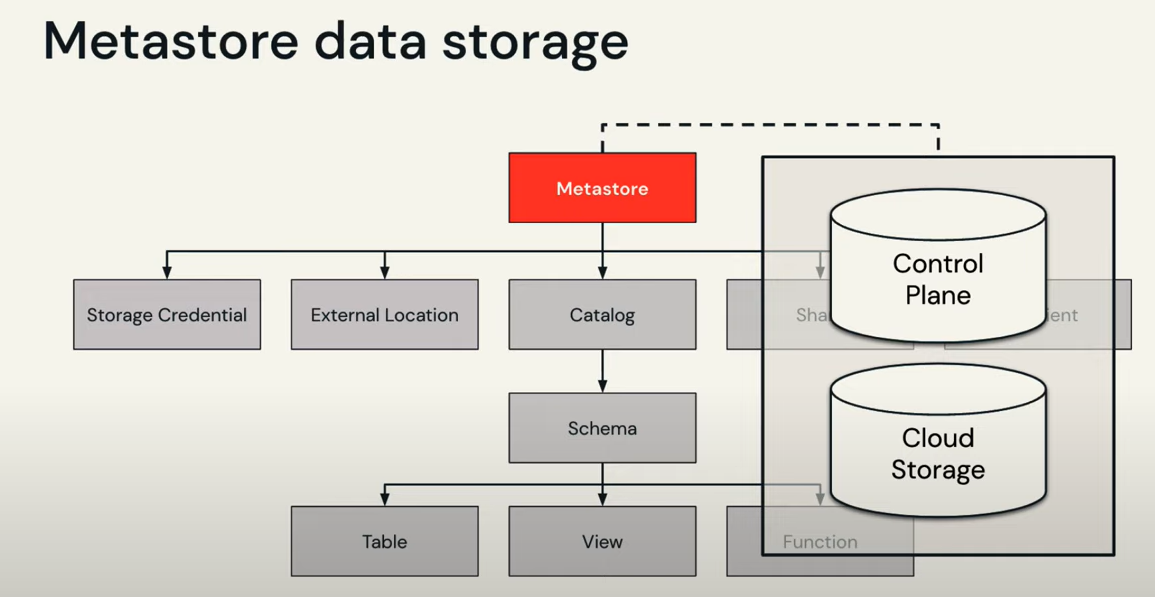 Metastore data storage
Metastore
Control
Plane
Storage Credential
External Location
Catalog
Cloud
Storage
Schema
Table
View
Function